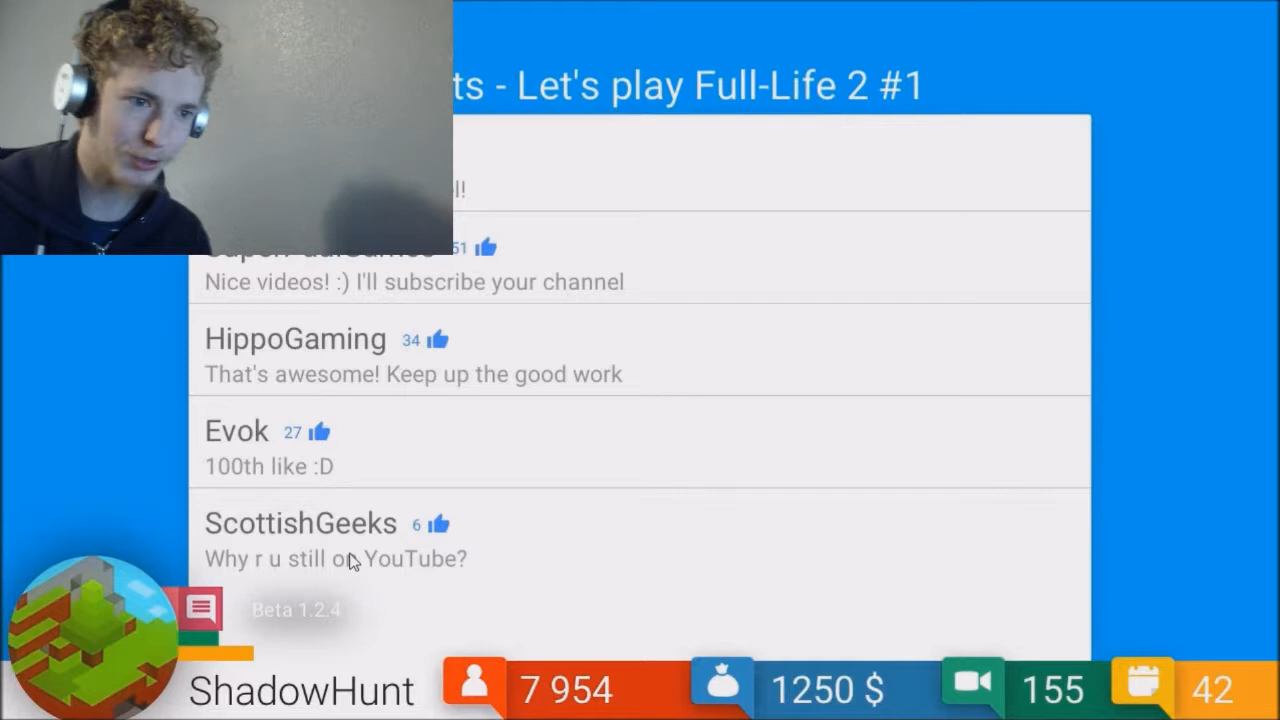 ts - Let's play Full-Life 2 #1
l!
51
Nice videos! :) I'll subscribe your channel
HippoGaming 34
That's awesome! Keep up the good work
Evok 27
100th like :D
ScottishGeeks 6
Why r u still on YouTube?
Beta 1.2.4
ShadowHunt 7 954 1250 $ 155 42